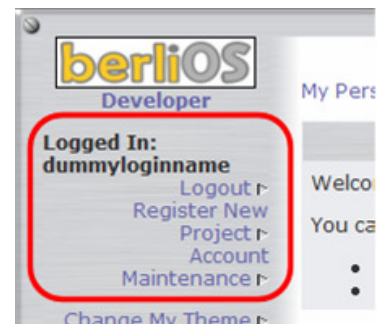 berliOS
Developer
My Pers
Logged In:
dummyloginname
Logout
Welco
Register New
Project
You ca
Account
Maintenance
Change My Theme